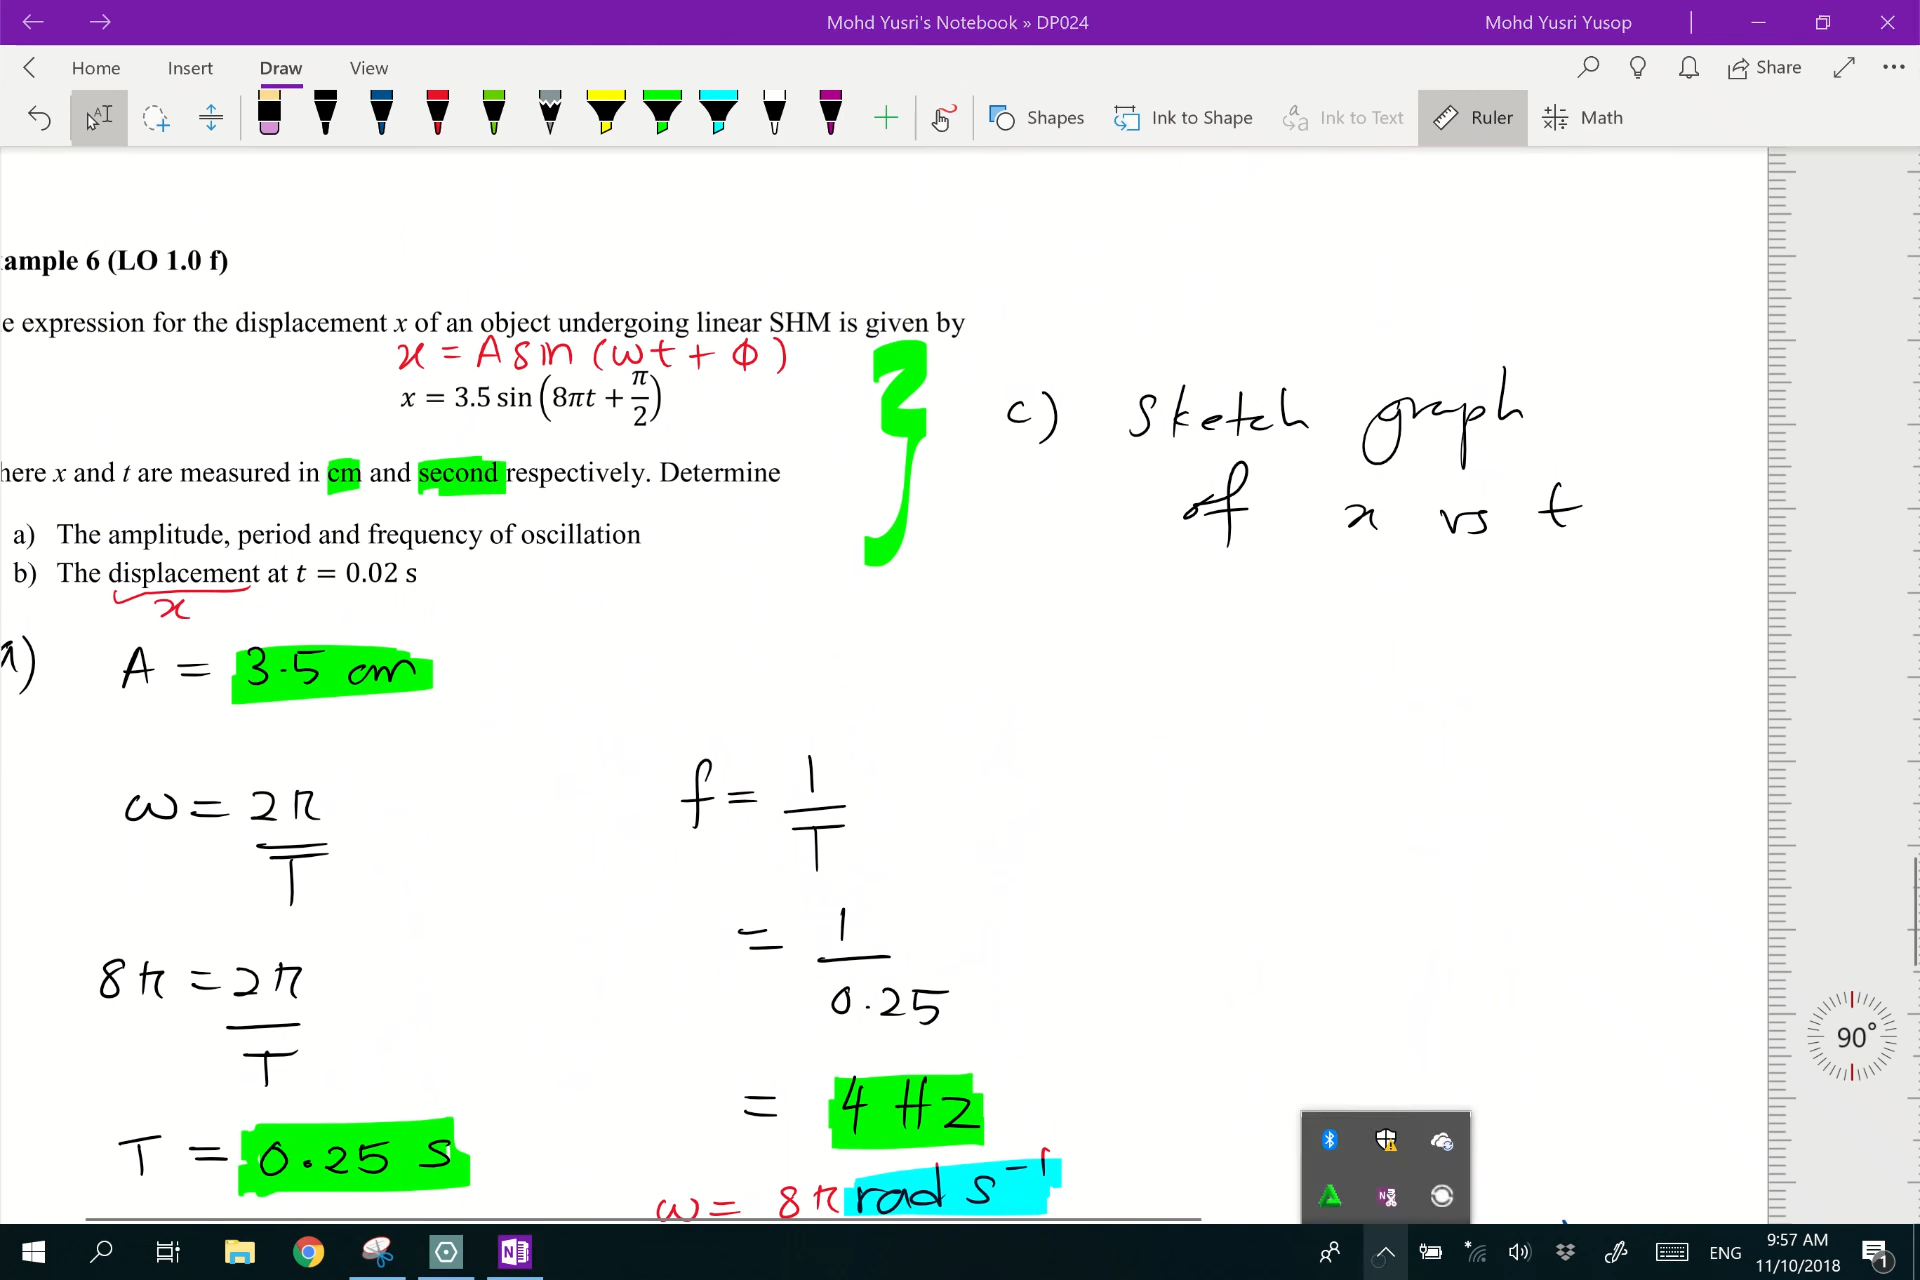 Mohd Yusri's Notebook » DP024
Mohd Yusri Yusop
Home Insert Draw View
Share
Shapes Ink to Shape Ink to Text Ruler Math
ample 6 (LO 1.0 f)
e expression for the displacement x of an object undergoing linear SHM is given by
x = A sin (ωt + φ)
x = 3.5 sin (8πt + π/2)
here x and t are measured in cm and second respectively. Determine
a) The amplitude, period and frequency of oscillation
b) The displacement at t = 0.02 s
x
c) Sketch graph
of x vs t
a) A = 3.5 cm
ω = 2π/T
8π = 2π/T
T = 0.25 s
f = 1/T
= 1/0.25
= 4 Hz
ω = 8π rad s⁻¹
90°
ENG
9:57 AM
11/10/2018
1